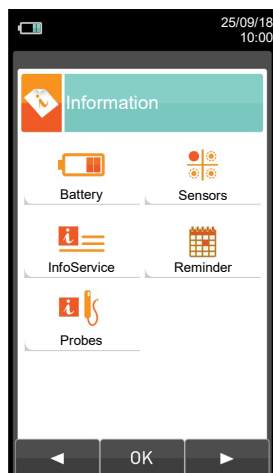 25/09/18
10:00
Information
Battery
Sensors
InfoService
Reminder
Probes
OK